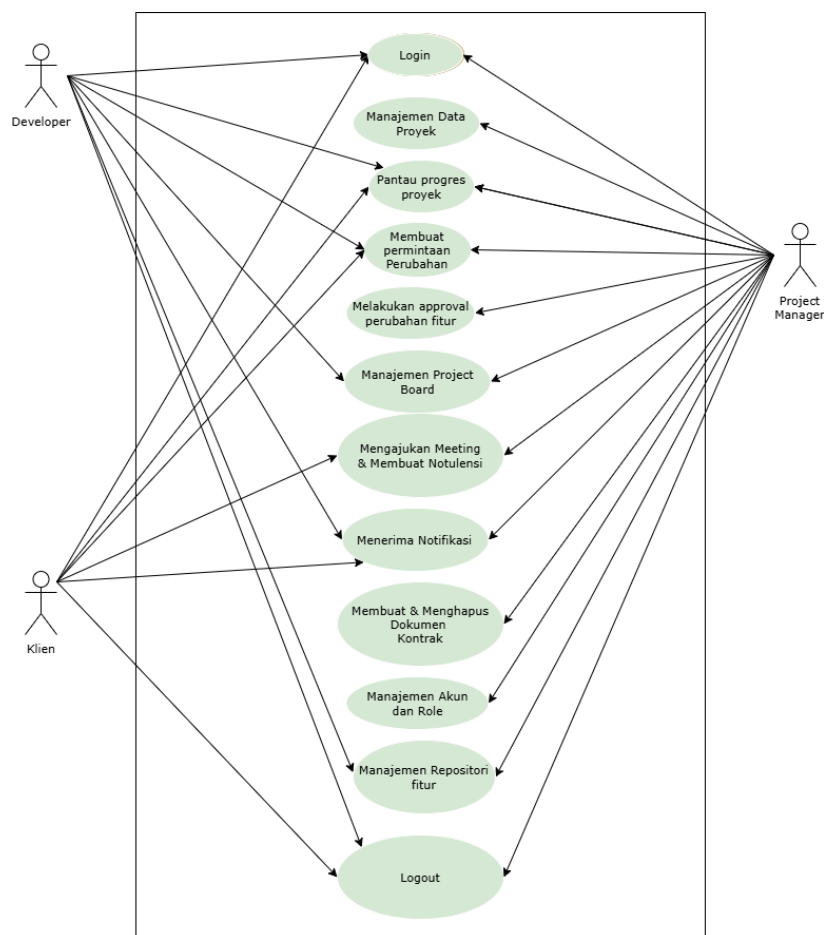 Login
Developer
Manajemen Data
Proyek
Pantau progres
proyek
Membuat
permintaan
Perubahan
Project
Manager
Melakukan approval
perubahan fitur
Manajemen Project
Board
Mengajukan Meeting
& Membuat Notulensi
Menerima Notifikasi
Klien
Membuat & Menghapus
Dokumen
Kontrak
Manajemen Akun
dan Role
Manajemen Repositori
fitur
Logout